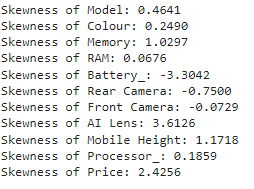 Skewness of Model: 0.4641
Skewness of Colour: 0.2490
Skewness of Memory: 1.0297
Skewness of RAM: 0.0676
Skewness of Battery_: -3.3042
Skewness of Rear Camera: -0.7500
Skewness of Front Camera: -0.0729
Skewness of AI Lens: 3.6126
Skewness of Mobile Height: 1.1718
Skewness of Processor_: 0.1859
Skewness of Price: 2.4256